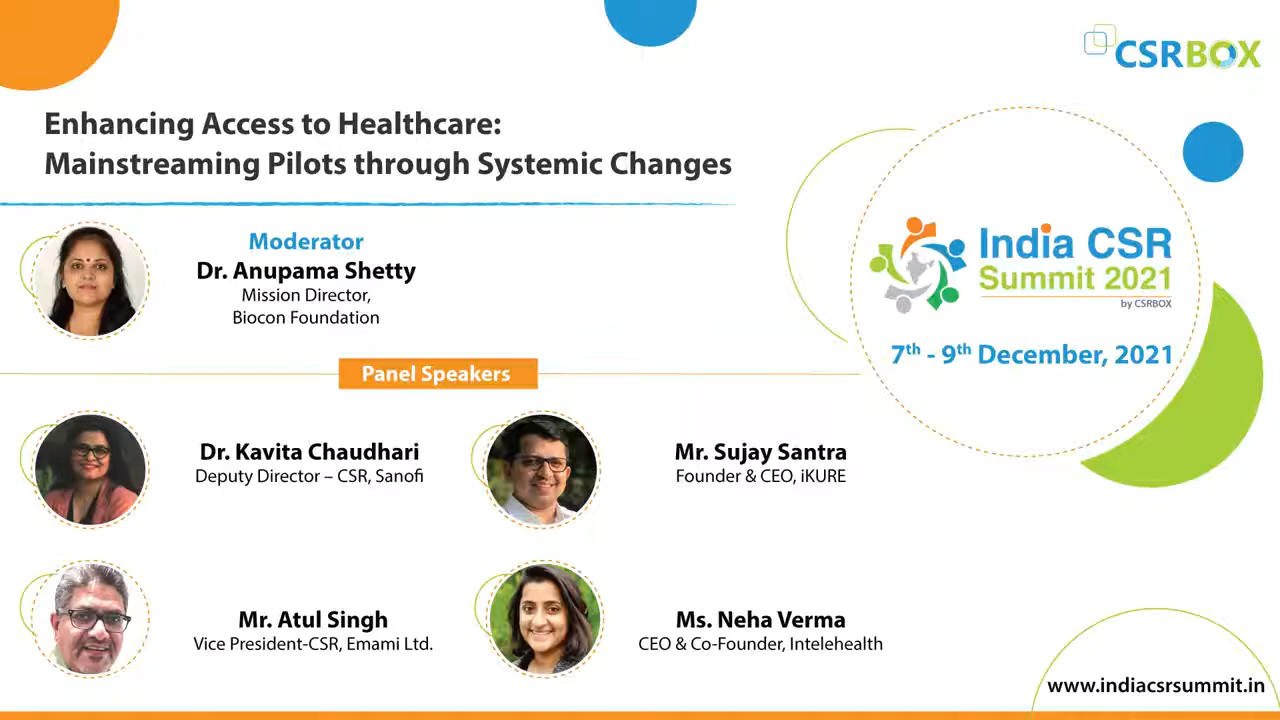 CSRBOX
Enhancing Access to Healthcare:
Mainstreaming Pilots through Systemic Changes
Moderator
Dr. Anupama Shetty
Mission Director,
Biocon Foundation
India CSR
Summit 2021
by CSRBOX
7th - 9th December, 2021
Panel Speakers
Dr. Kavita Chaudhari
Deputy Director – CSR, Sanofi
Mr. Sujay Santra
Founder & CEO, iKURE
Mr. Atul Singh
Vice President-CSR, Emami Ltd.
Ms. Neha Verma
CEO & Co-Founder, Intelehealth
www.indiacsrsummit.in